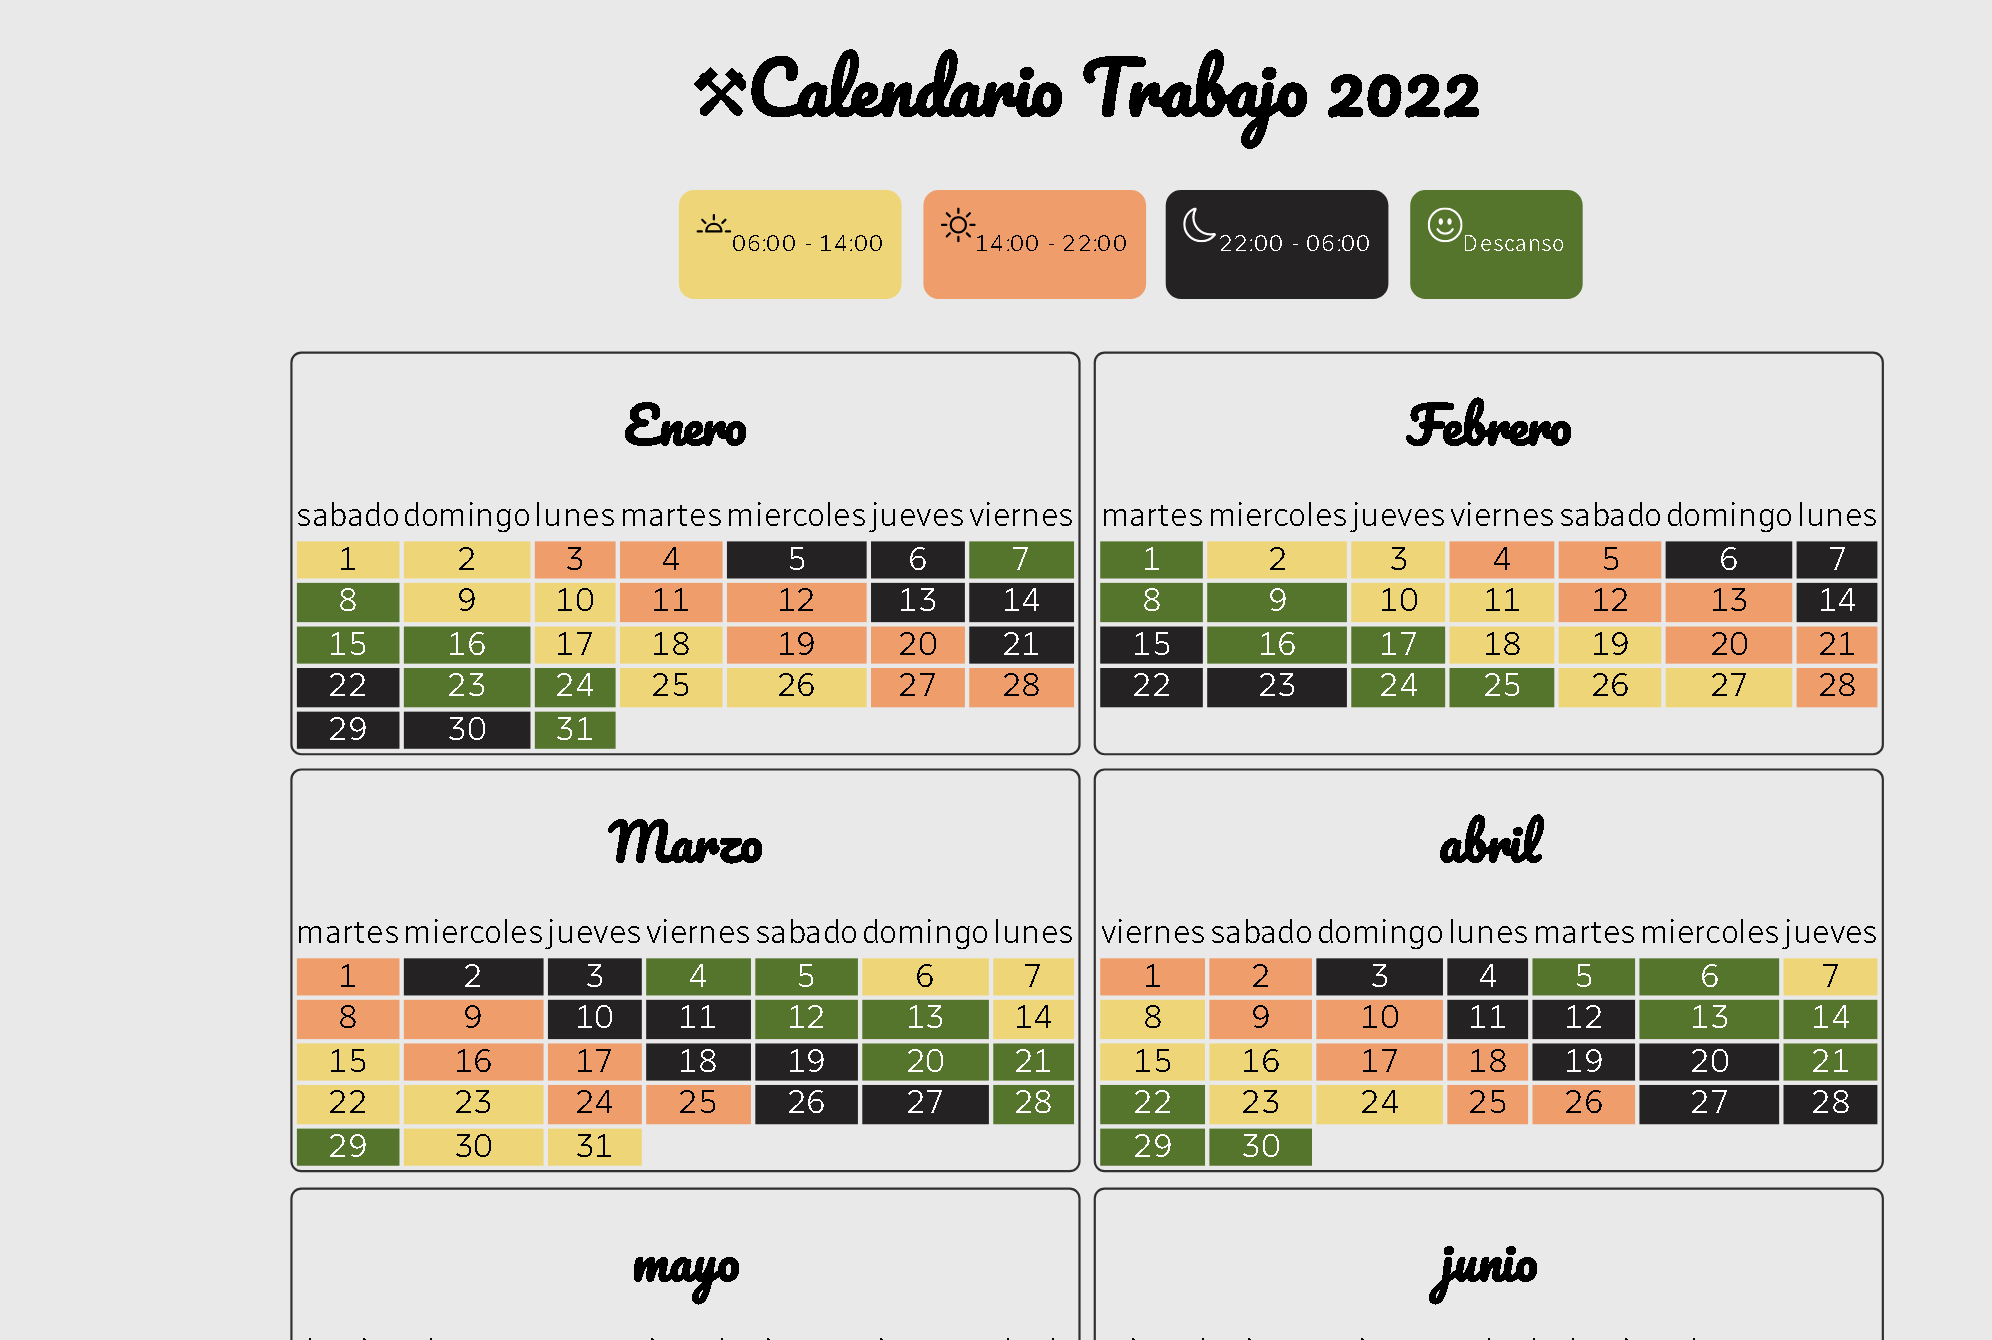 ⚒Calendario Trabajo 2022
06:00 - 14:00 14:00 - 22:00 22:00 - 06:00 Descanso
Enero
sabado domingo lunes martes miercoles jueves viernes
1 2 3 4 5 6 7
8 9 10 11 12 13 14
15 16 17 18 19 20 21
22 23 24 25 26 27 28
29 30 31
Febrero
martes miercoles jueves viernes sabado domingo lunes
1 2 3 4 5 6 7
8 9 10 11 12 13 14
15 16 17 18 19 20 21
22 23 24 25 26 27 28
Marzo
martes miercoles jueves viernes sabado domingo lunes
1 2 3 4 5 6 7
8 9 10 11 12 13 14
15 16 17 18 19 20 21
22 23 24 25 26 27 28
29 30 31
abril
viernes sabado domingo lunes martes miercoles jueves
1 2 3 4 5 6 7
8 9 10 11 12 13 14
15 16 17 18 19 20 21
22 23 24 25 26 27 28
29 30
mayo
junio